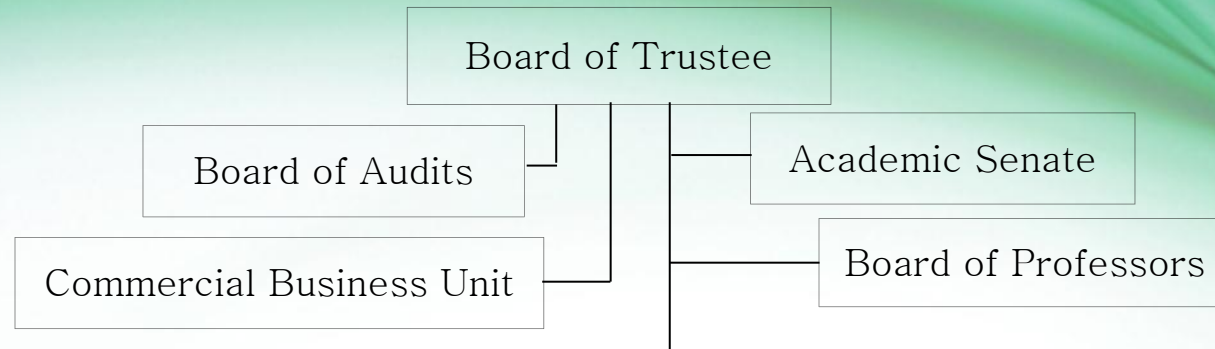 Board of Trustee
Board of Audits
Academic Senate
Commercial Business Unit
Board of Professors